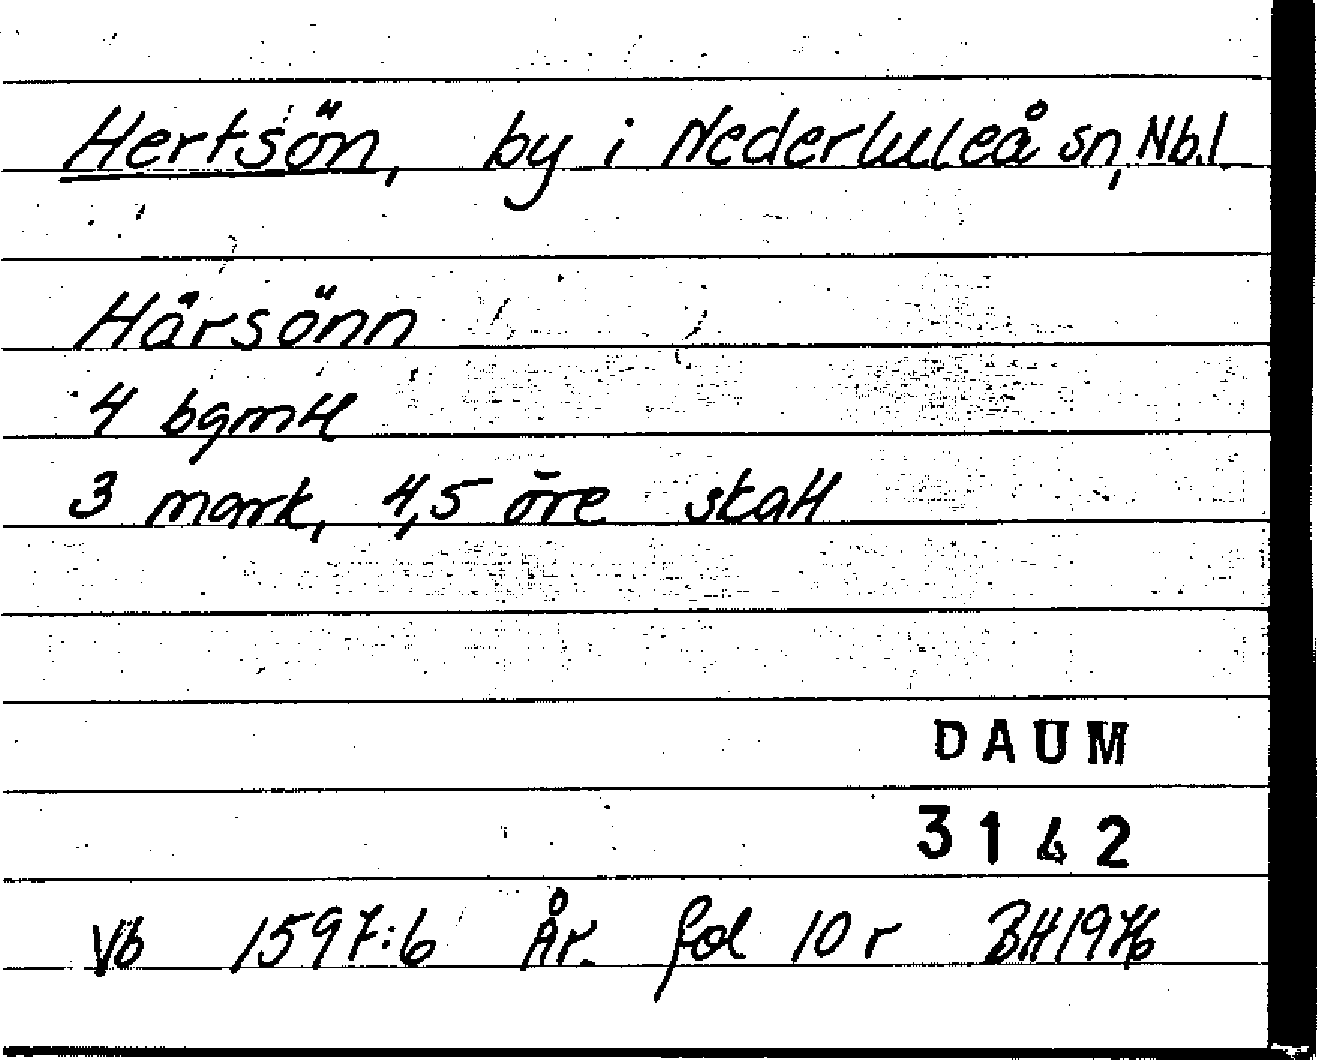 Hertsön, by i Nederluleå sn, Nb.l.
Hårsönn
4 bgmtl
3 mark, 4,5 öre skatt
DAUM
3142
Vb 1597:6 År. fol 10 r BH1976